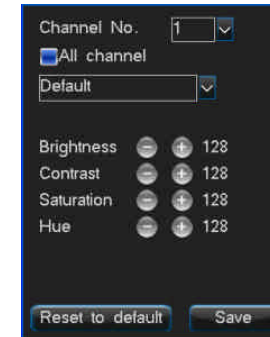 Channel No. 1
All channel
Default
Brightness 128
Contrast 128
Saturation 128
Hue 128
Reset to default Save